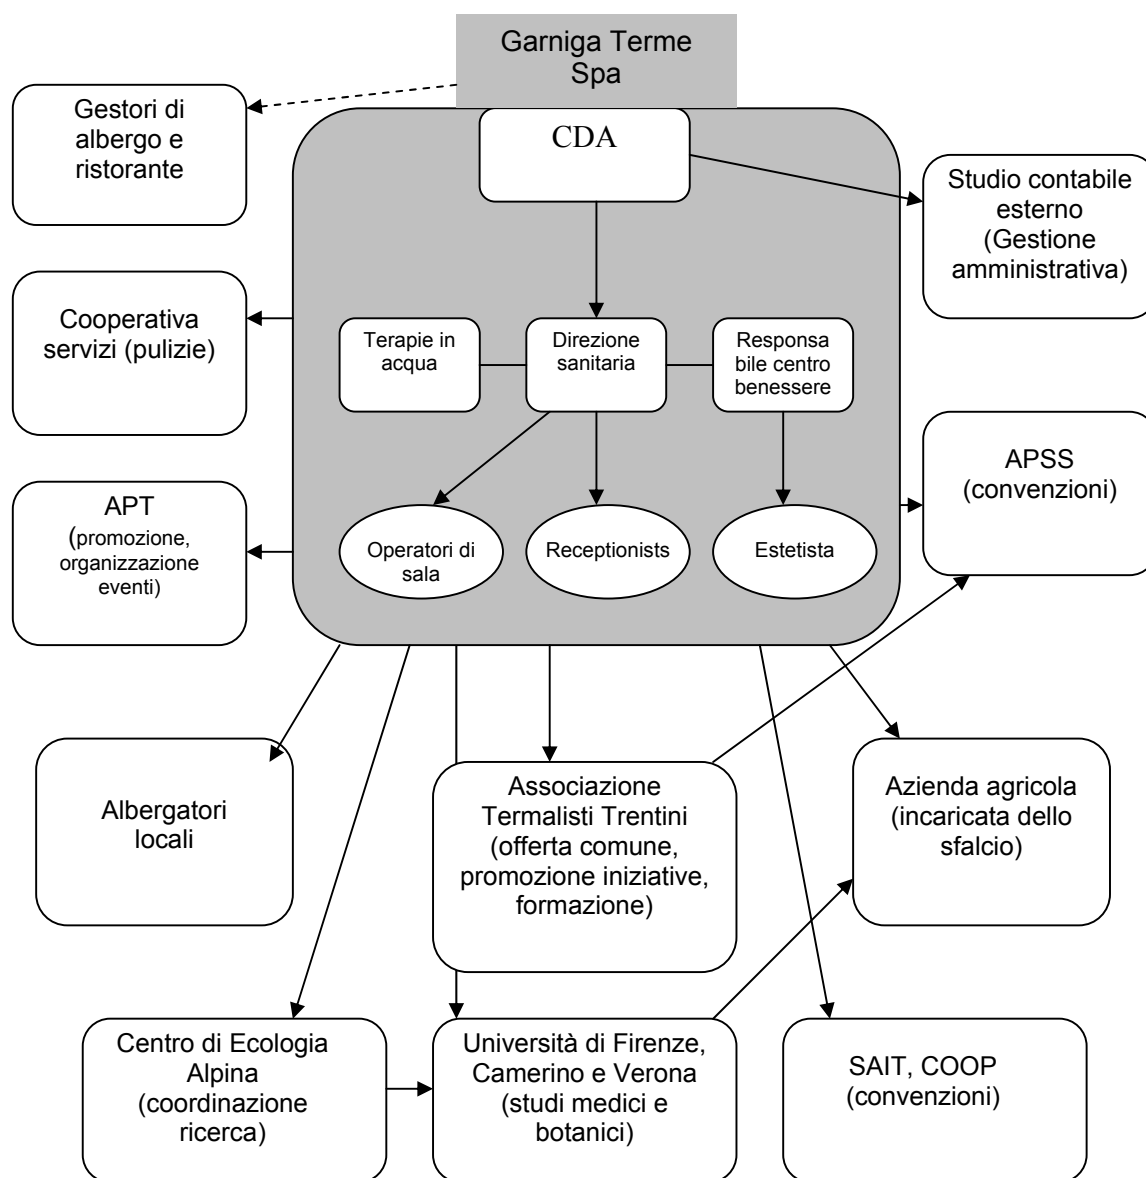 Garniga Terme
Spa
Gestori di
albergo e
ristorante
CDA
Studio contabile
esterno
(Gestione
amministrativa)
Cooperativa
servizi (pulizie)
Terapie in
acqua
Direzione
sanitaria
Responsa
bile centro
benessere
APSS
(convenzioni)
APT
(promozione,
organizzazione
eventi)
Operatori di
sala
Receptionists
Estetista
Albergatori
locali
Associazione
Termalisti Trentini
(offerta comune,
promozione iniziative,
formazione)
Azienda agricola
(incaricata dello
sfalcio)
Centro di Ecologia
Alpina
(coordinazione
ricerca)
Università di Firenze,
Camerino e Verona
(studi medici e
botanici)
SAIT, COOP
(convenzioni)